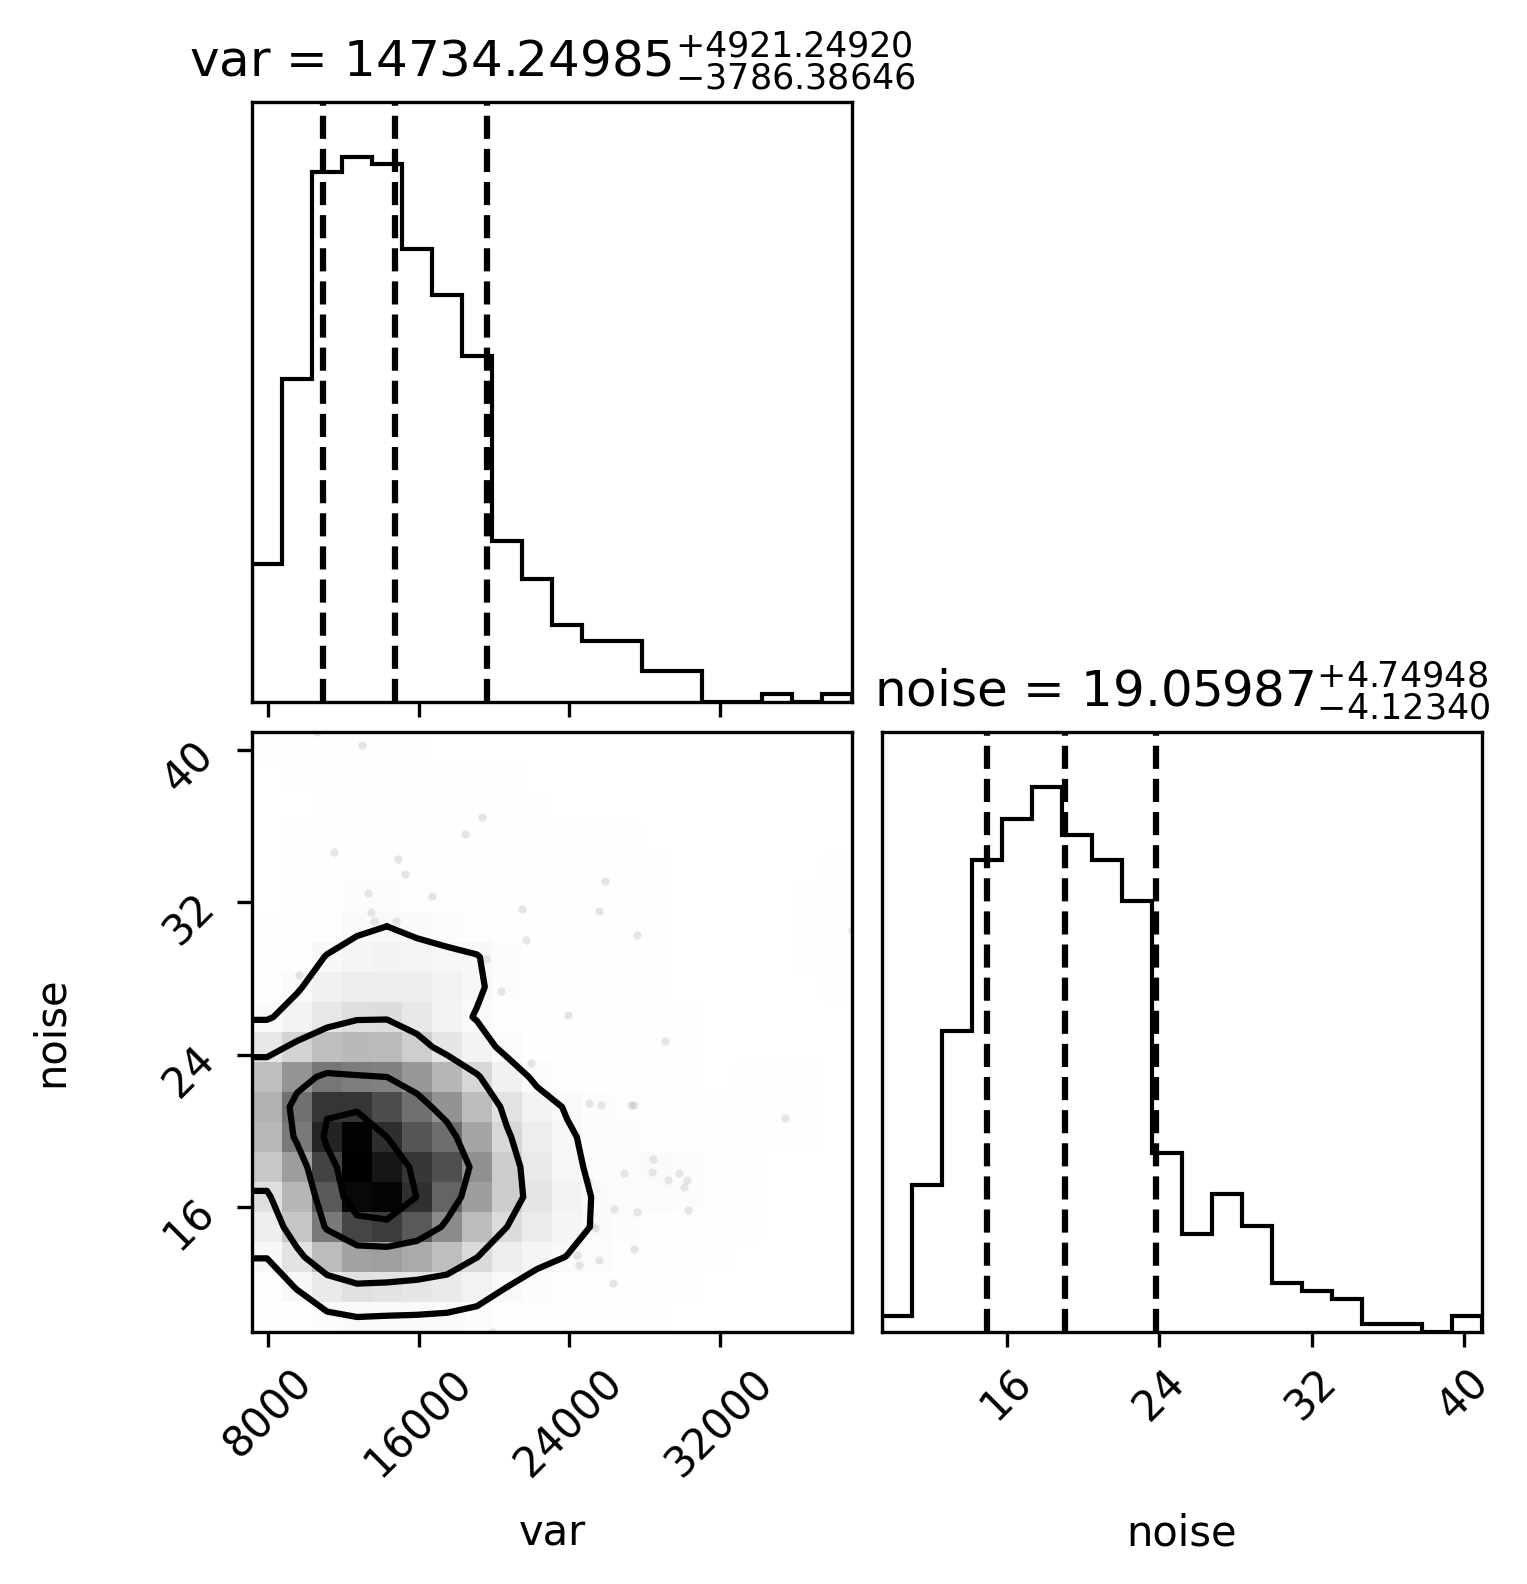 var = 14734.24985 +4921.24920 −3786.38646
noise = 19.05987 +4.74948 −4.12340
40
32
24
16
noise
8000 16000 24000 32000
var
16 24 32 40
noise